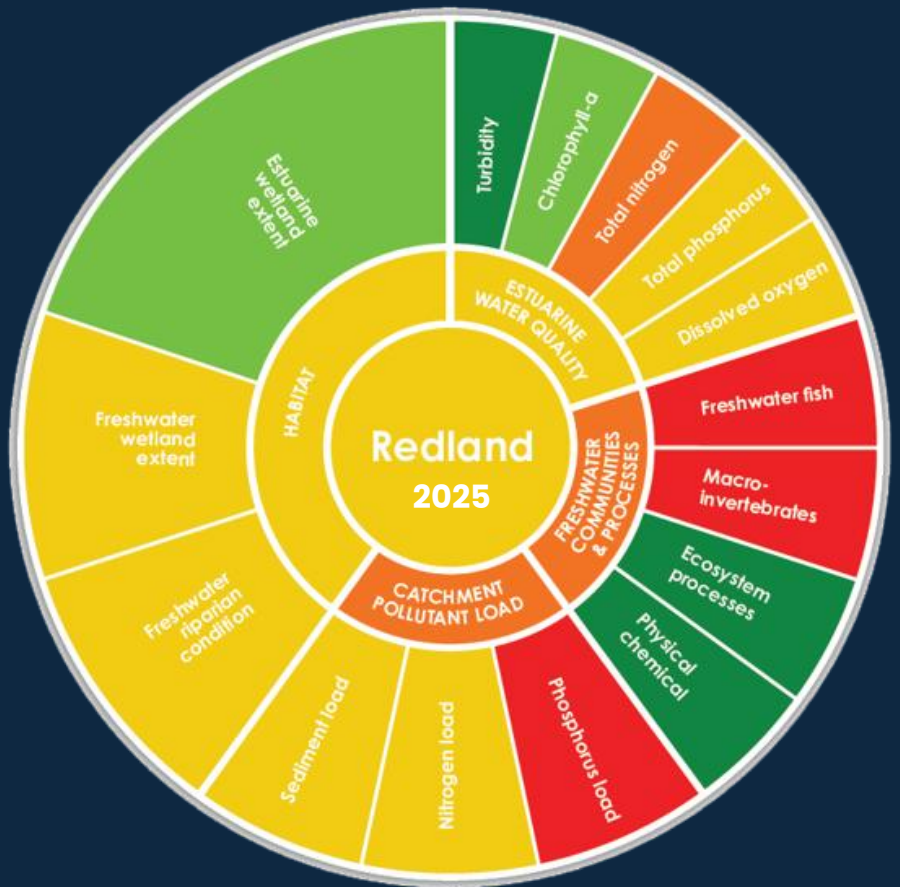 Redland
2025
ESTUARINE
WATER QUALITY
Turbidity
Chlorophyll-a
Total nitrogen
Total phosphorus
Dissolved oxygen
FRESHWATER
COMMUNITIES
& PROCESSES
Freshwater fish
Macro-
invertebrates
Ecosystem
processes
Physical
chemical
CATCHMENT
POLLUTANT LOAD
Phosphorus load
Nitrogen load
Sediment load
HABITAT
Freshwater
riparian
condition
Freshwater
wetland
extent
Estuarine
wetland
extent